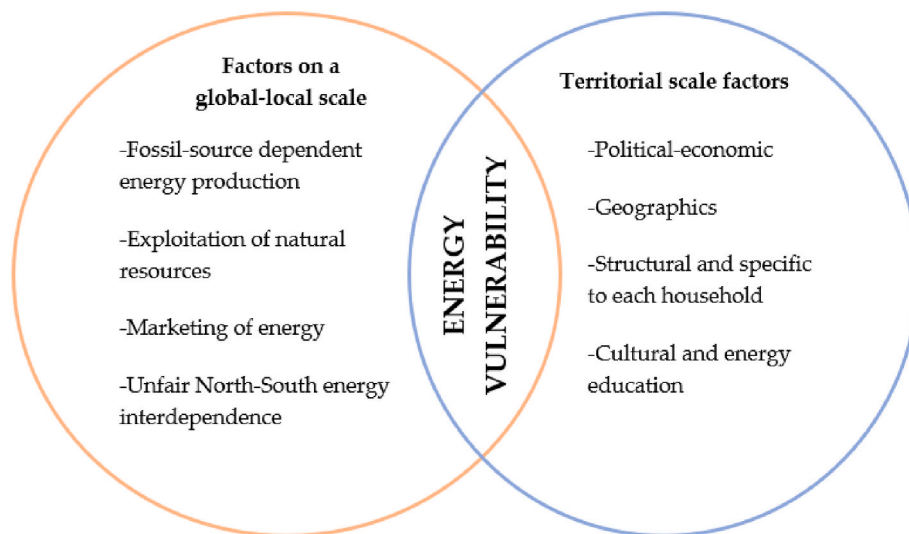 Factors on a
global-local scale
-Fossil-source dependent
energy production
-Exploitation of natural
resources
-Marketing of energy
-Unfair North-South energy
interdependence
ENERGY
VULNERABILITY
Territorial scale factors
-Political-economic
-Geographics
-Structural and specific
to each household
-Cultural and energy
education